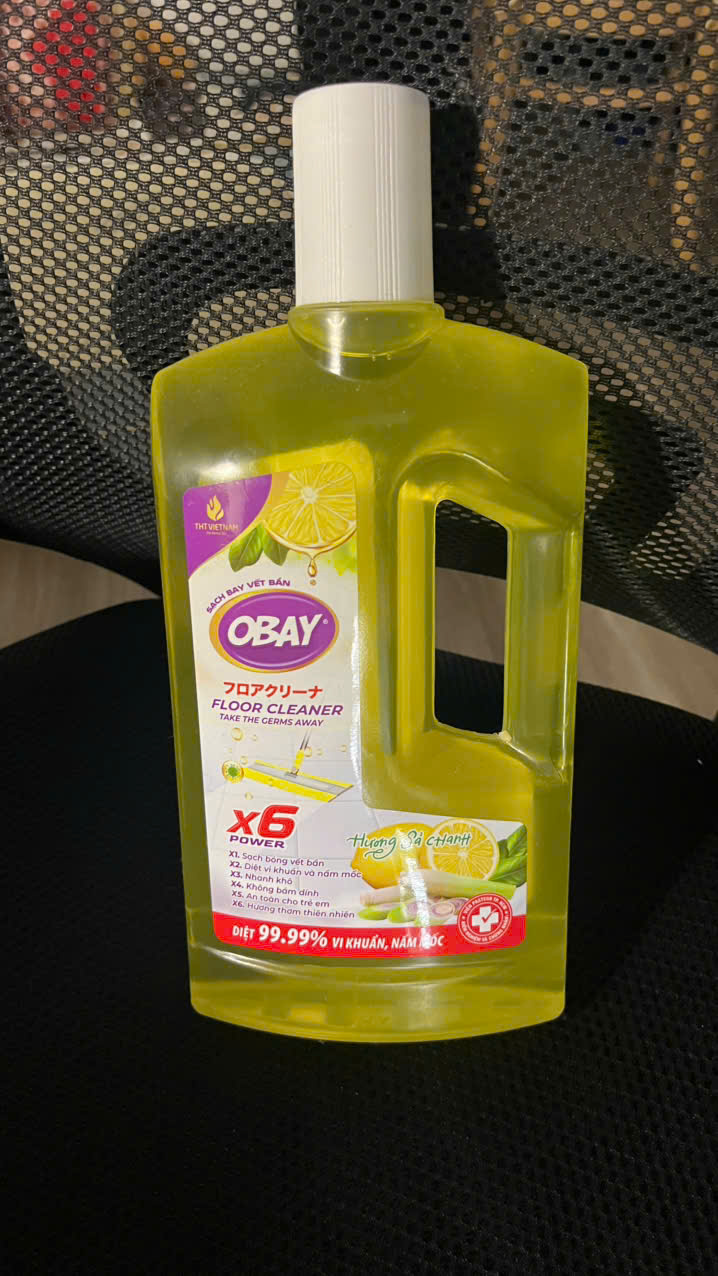 THT VIETNAM
SẠCH BAY VẾT BẨN
OBAY®
フロアクリーナ
FLOOR CLEANER
TAKE THE GERMS AWAY
X6
POWER
X1. Sạch bóng vết bẩn
X2. Diệt vi khuẩn và nấm mốc
X3. Nhanh khô
X4. Không bám dính
X5. An toàn cho trẻ em
X6. Hương thơm thiên nhiên
Hương Sả chanh
DIỆT 99.99% VI KHUẨN, NẤM MỐC